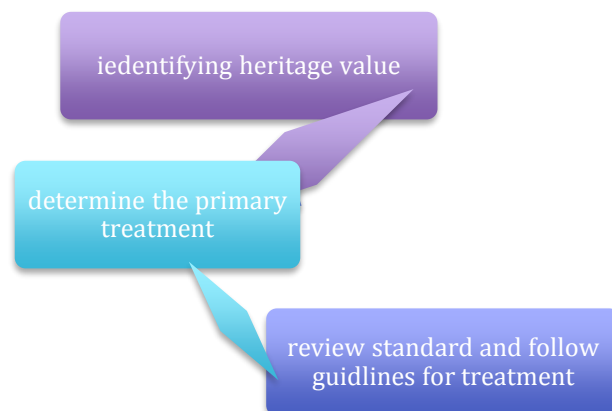 iedentifying heritage value
determine the primary
treatment
review standard and follow
guidlines for treatment